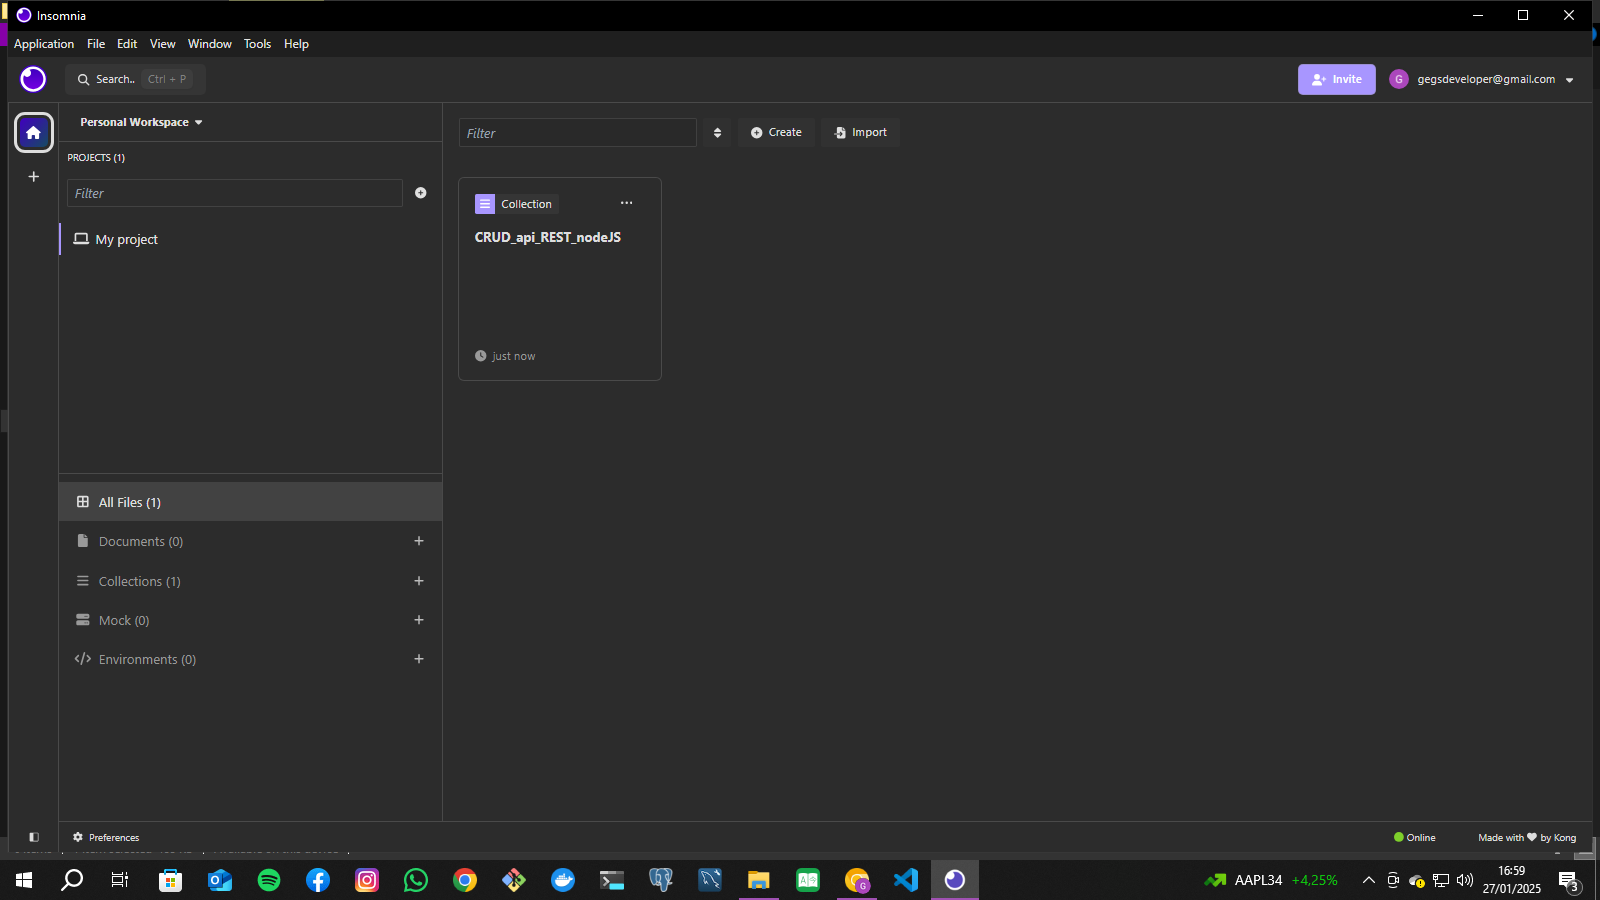 Insomnia
Application File Edit View Window Tools Help
Search.. Ctrl + P
Invite
G gegsdeveloper@gmail.com
Personal Workspace
PROJECTS (1)
Filter
My project
All Files (1)
Documents (0)
Collections (1)
Mock (0)
Environments (0)
Filter
Create
Import
Collection
CRUD_api_REST_nodeJS
just now
Preferences
Online
Made with ❤ by Kong
AAPL34 +4,25%
16:59
27/01/2025
3